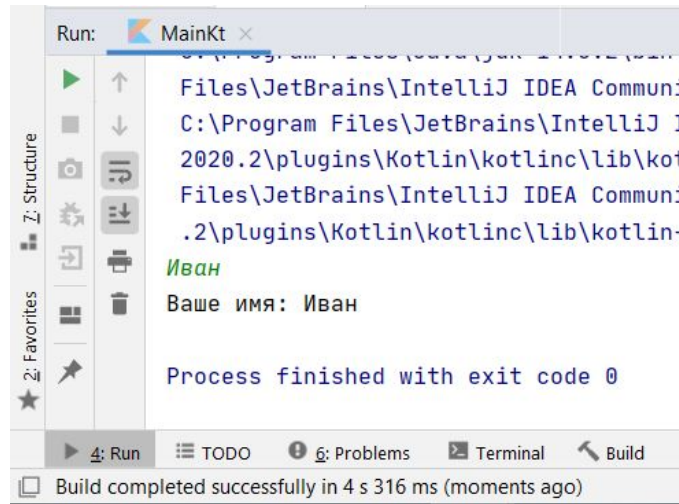 Run: MainKt
Files\JetBrains\IntelliJ IDEA Communi
C:\Program Files\JetBrains\IntelliJ I
2020.2\plugins\Kotlin\kotlinc\lib\kot
Files\JetBrains\IntelliJ IDEA Communi
.2\plugins\Kotlin\kotlinc\lib\kotlin-
Иван
Ваше имя: Иван
Process finished with exit code 0
7: Structure
2: Favorites
4: Run TODO 6: Problems Terminal Build
Build completed successfully in 4 s 316 ms (moments ago)